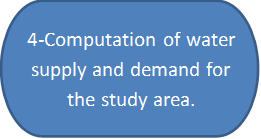 4-Computation of water
supply and demand for
the study area.